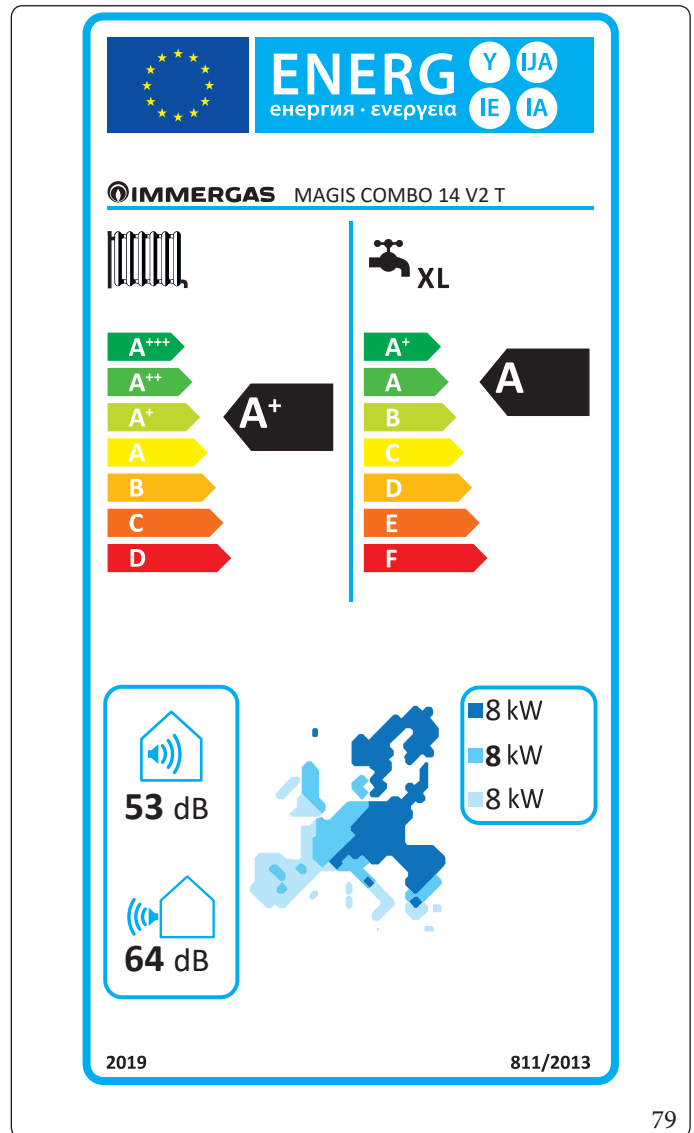 ENERG Y IJA
енергия · ενεργεια IE IA
IMMERGAS MAGIS COMBO 14 V2 T
XL
A+++
A++
A+
A
B
C
D
A+
A+
A
B
C
D
E
F
A
53 dB
64 dB
8 kW
8 kW
8 kW
2019 811/2013
79